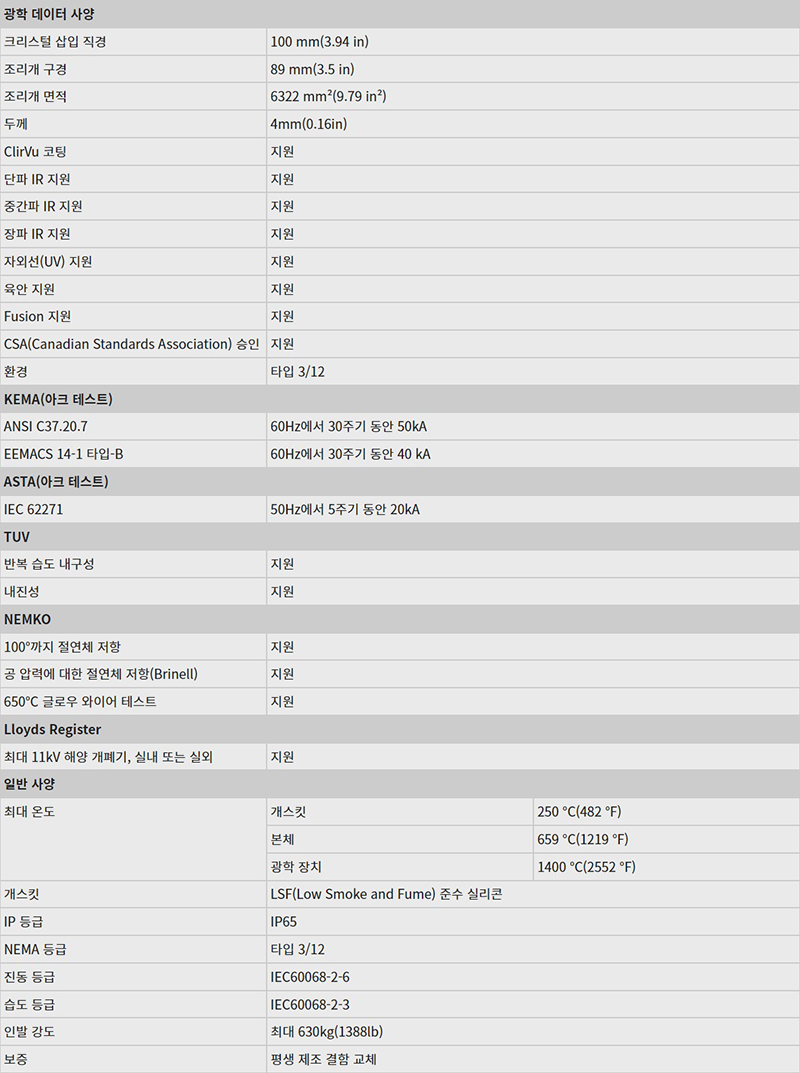 광학 데이터 사양
크리스털 삽입 직경 100 mm(3.94 in)
조리개 구경 89 mm(3.5 in)
조리개 면적 6322 mm²(9.79 in²)
두께 4mm(0.16in)
ClirVu 코팅 지원
단파 IR 지원 지원
중간파 IR 지원 지원
장파 IR 지원 지원
자외선(UV) 지원 지원
육안 지원 지원
Fusion 지원 지원
CSA(Canadian Standards Association) 승인 지원
환경 타입 3/12
KEMA(아크 테스트)
ANSI C37.20.7 60Hz에서 30주기 동안 50kA
EEMACS 14-1 타입-B 60Hz에서 30주기 동안 40 kA
ASTA(아크 테스트)
IEC 62271 50Hz에서 5주기 동안 20kA
TUV
반복 습도 내구성 지원
내진성 지원
NEMKO
100°까지 절연체 저항 지원
공 압력에 대한 절연체 저항(Brinell) 지원
650°C 글로우 와이어 테스트 지원
Lloyds Register
최대 11kV 해양 개폐기, 실내 또는 실외 지원
일반 사양
최대 온도 개스킷 250 °C(482 °F)
본체 659 °C(1219 °F)
광학 장치 1400 °C(2552 °F)
개스킷 LSF(Low Smoke and Fume) 준수 실리콘
IP 등급 IP65
NEMA 등급 타입 3/12
진동 등급 IEC60068-2-6
습도 등급 IEC60068-2-3
인발 강도 최대 630kg(1388lb)
보증 평생 제조 결함 교체